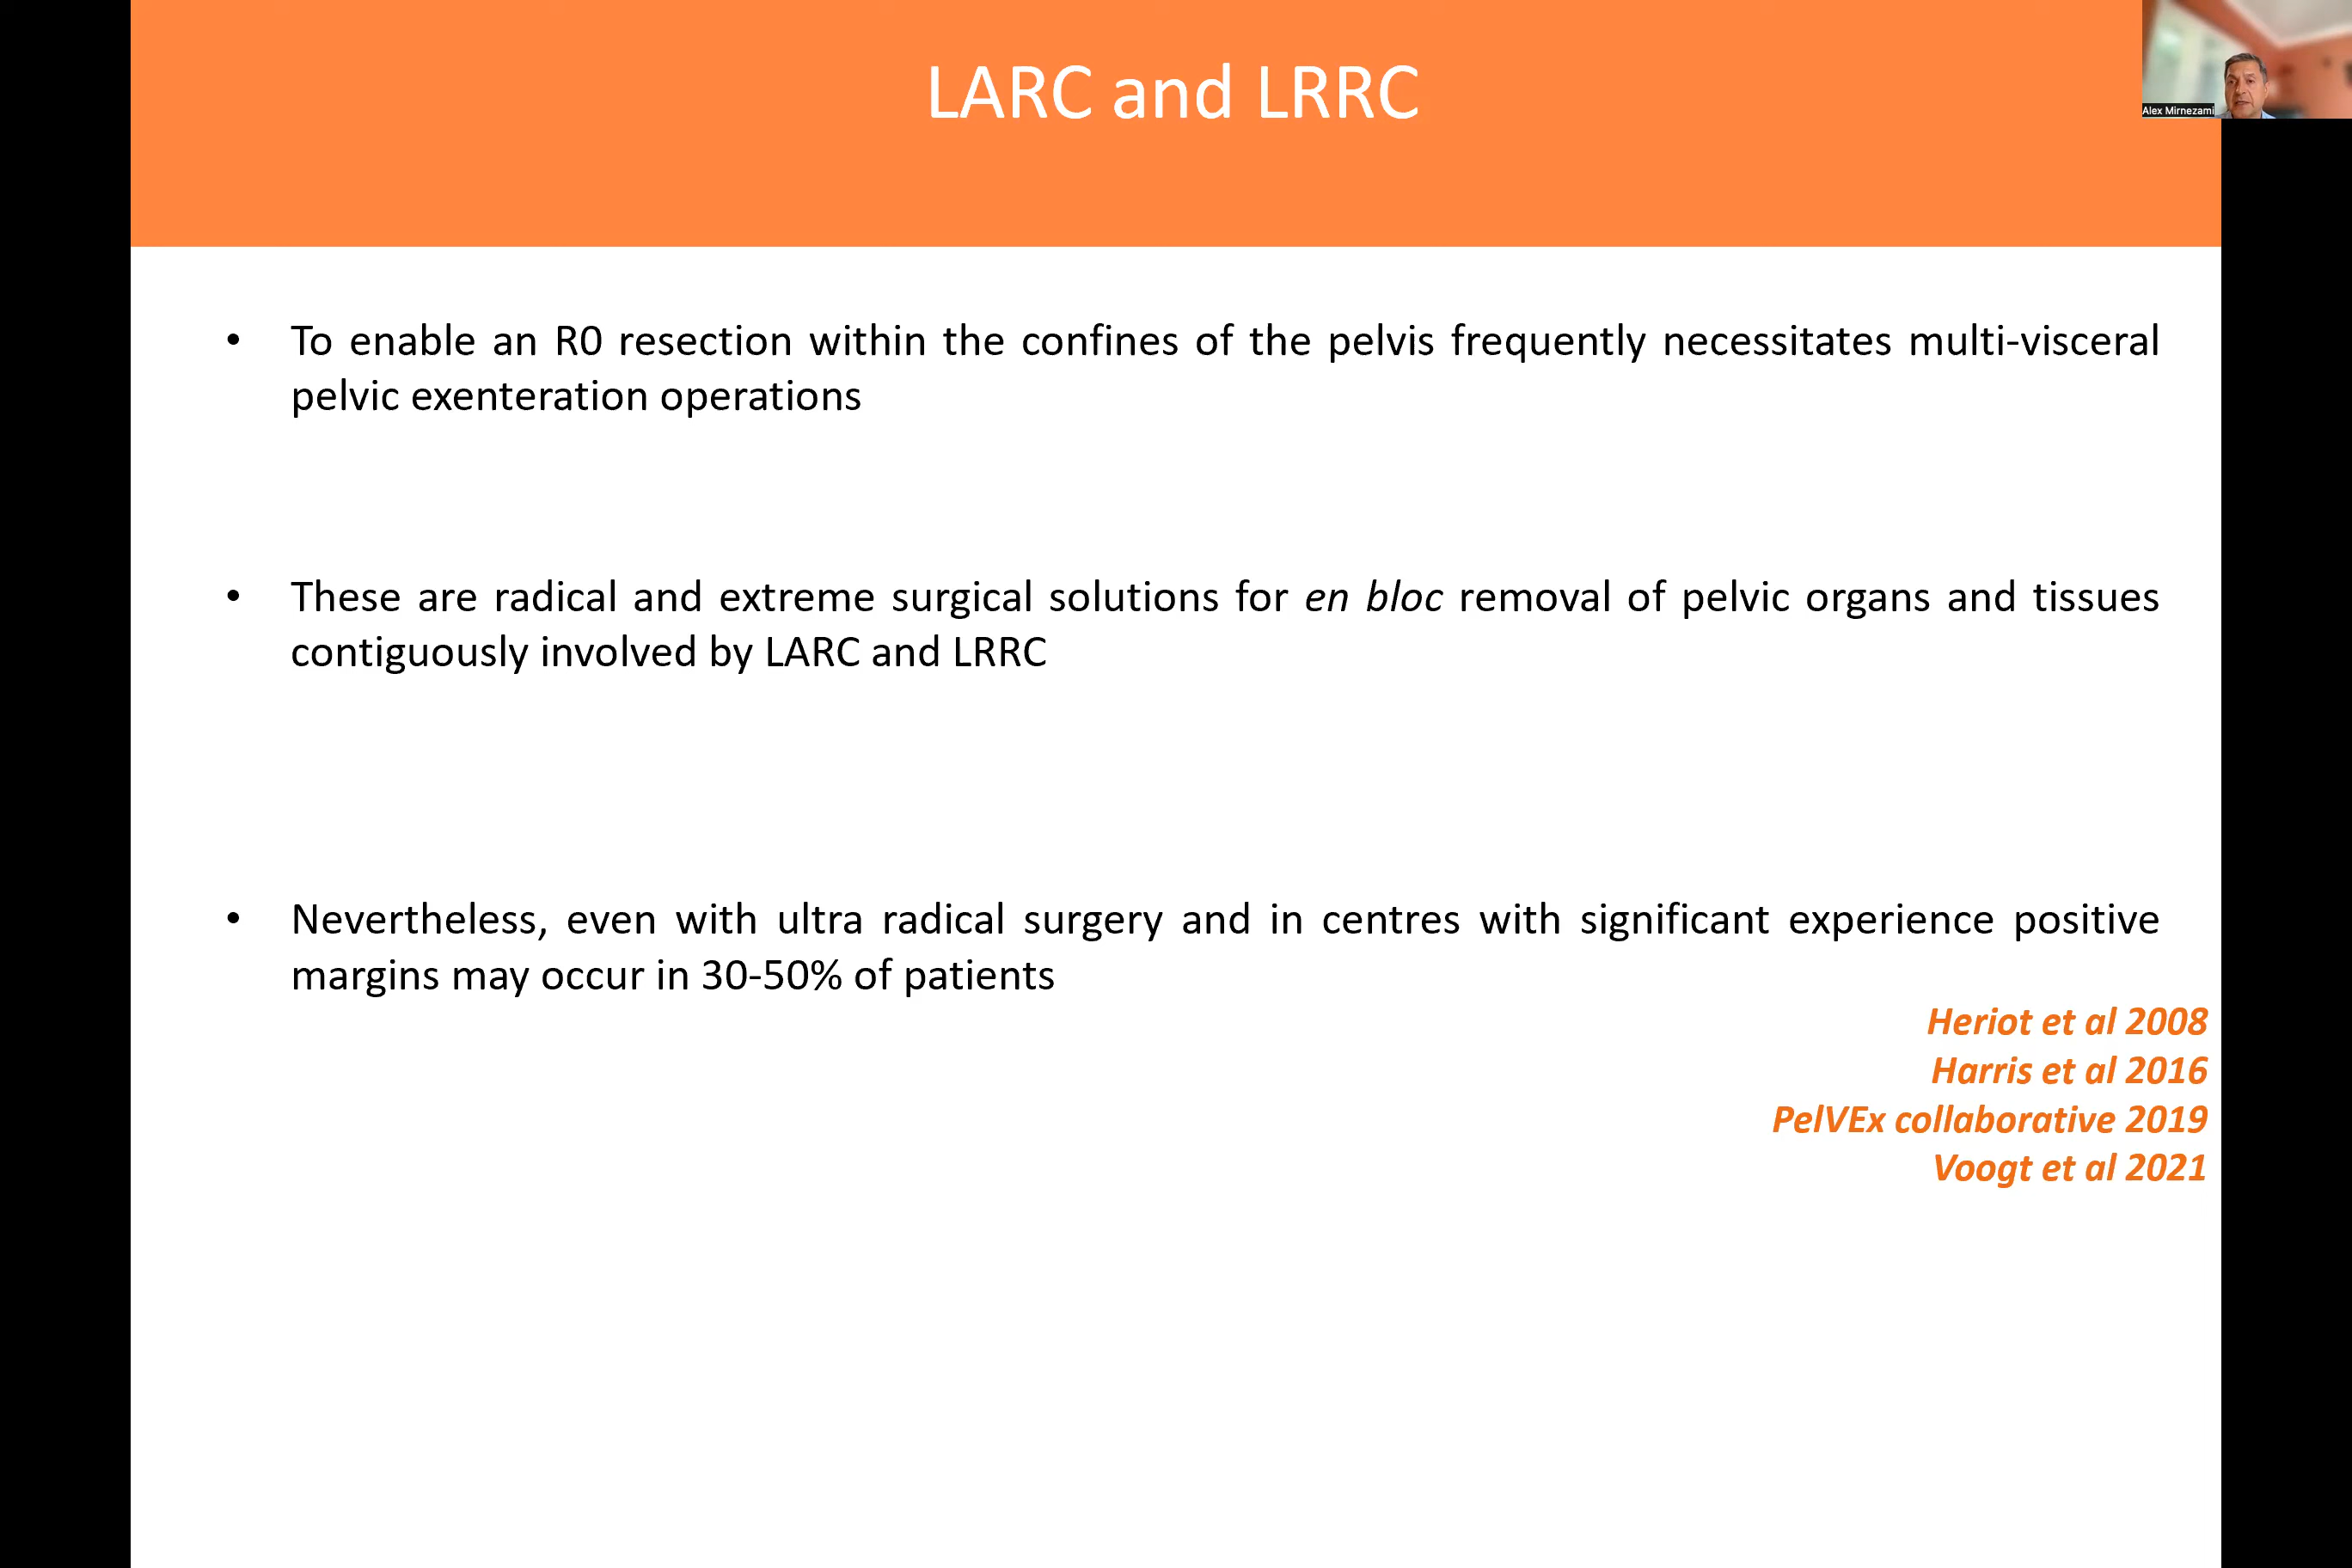 LARC and LRRC
Alex Mirnezami
• To enable an R0 resection within the confines of the pelvis frequently necessitates multi-visceral
pelvic exenteration operations
• These are radical and extreme surgical solutions for en bloc removal of pelvic organs and tissues
contiguously involved by LARC and LRRC
• Nevertheless, even with ultra radical surgery and in centres with significant experience positive
margins may occur in 30-50% of patients
Heriot et al 2008
Harris et al 2016
PelVEx collaborative 2019
Voogt et al 2021